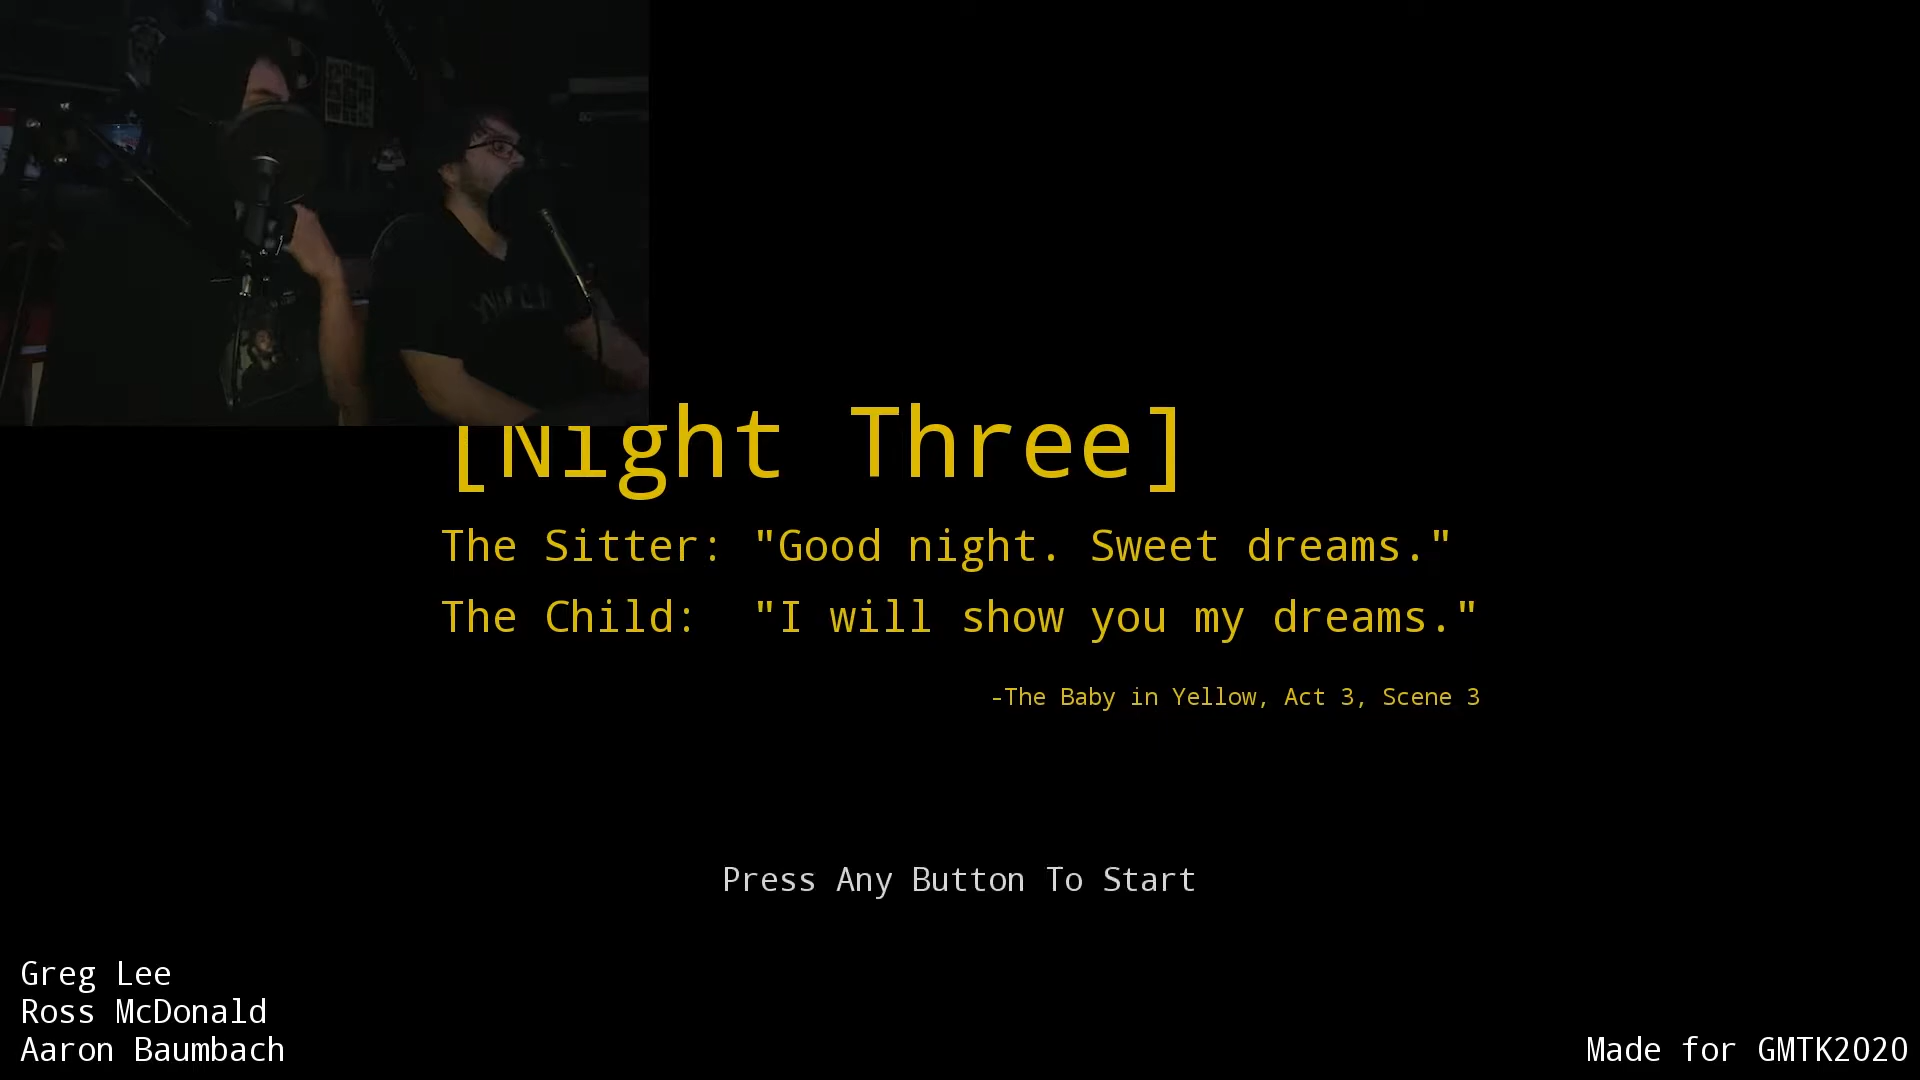 [Night Three]
The Sitter: "Good night. Sweet dreams."
The Child: "I will show you my dreams."
-The Baby in Yellow, Act 3, Scene 3
Press Any Button To Start
Greg Lee
Ross McDonald
Aaron Baumbach
Made for GMTK2020